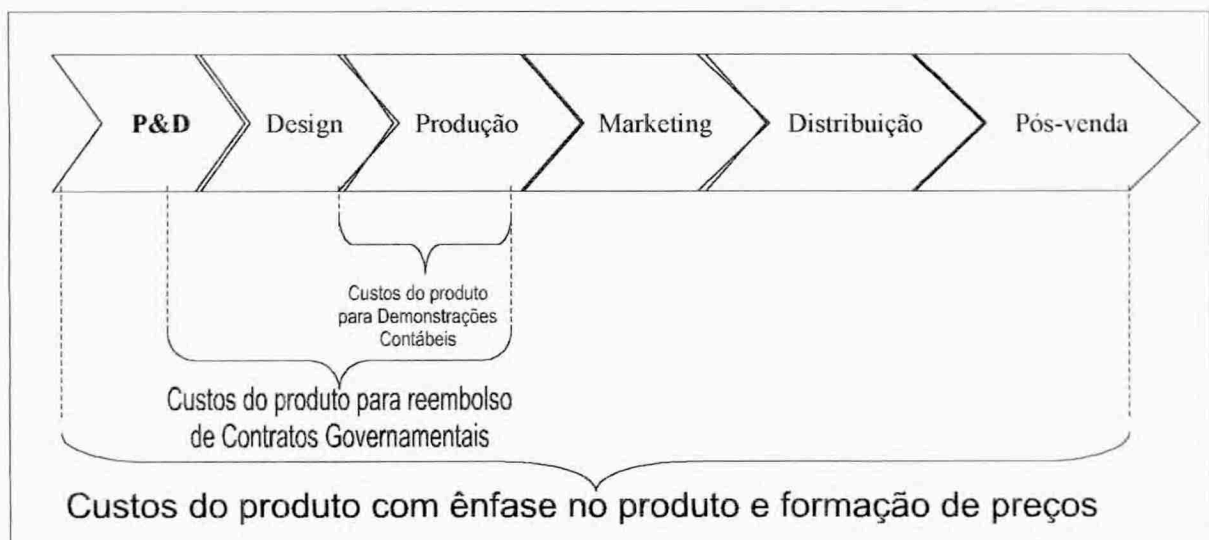 P&D Design Produção Marketing Distribuição Pós-venda
Custos do produto
para Demonstrações
Contábeis
Custos do produto para reembolso
de Contratos Governamentais
Custos do produto com ênfase no produto e formação de preços